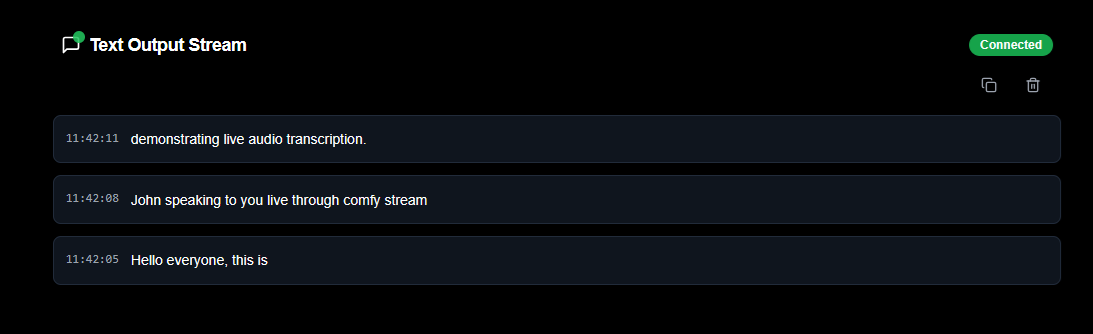 Text Output Stream
Connected
11:42:11 demonstrating live audio transcription.
11:42:08 John speaking to you live through comfy stream
11:42:05 Hello everyone, this is